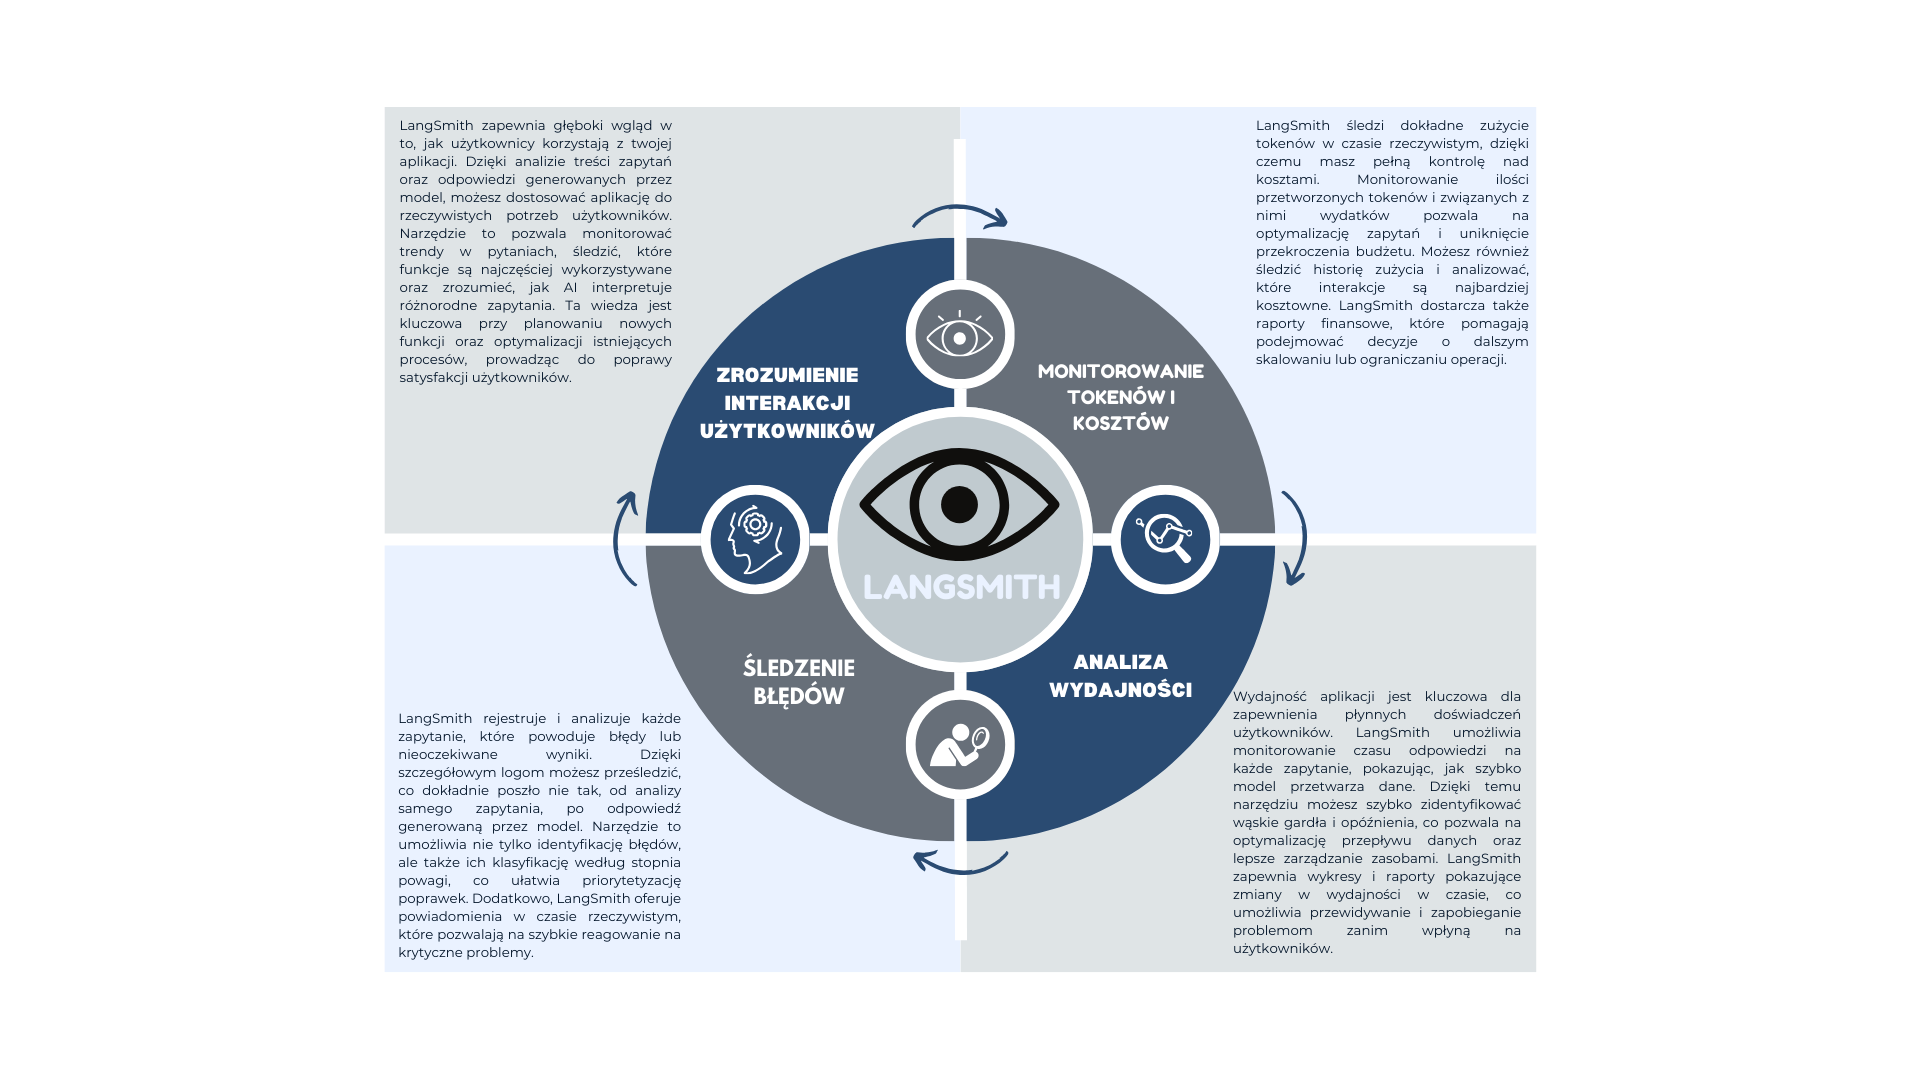 LangSmith zapewnia głęboki wgląd w
to, jak użytkownicy korzystają z twojej
aplikacji. Dzięki analizie treści zapytań
oraz odpowiedzi generowanych przez
model, możesz dostosować aplikację do
rzeczywistych potrzeb użytkowników.
Narzędzie to pozwala monitorować
trendy w pytaniach, śledzić, które
funkcje są najczęściej wykorzystywane
oraz zrozumieć, jak AI interpretuje
różnorodne zapytania. Ta wiedza jest
kluczowa przy planowaniu nowych
funkcji oraz optymalizacji istniejących
procesów, prowadząc do poprawy
satysfakcji użytkowników.
LangSmith śledzi dokładne zużycie
tokenów w czasie rzeczywistym, dzięki
czemu masz pełną kontrolę nad
kosztami. Monitorowanie ilości
przetworzonych tokenów i związanych z
nimi wydatków pozwala na
optymalizację zapytań i uniknięcie
przekroczenia budżetu. Możesz również
śledzić historię zużycia i analizować,
które interakcje są najbardziej
kosztowne. LangSmith dostarcza także
raporty finansowe, które pomagają
podejmować decyzje o dalszym
skalowaniu lub ograniczaniu operacji.
ZROZUMIENIE
INTERAKCJI
UŻYTKOWNIKÓW
MONITOROWANIE
TOKENÓW I
KOSZTÓW
LANGSMITH
ŚLEDZENIE
BŁĘDÓW
ANALIZA
WYDAJNOŚCI
LangSmith rejestruje i analizuje każde
zapytanie, które powoduje błędy lub
nieoczekiwane wyniki. Dzięki
szczegółowym logom możesz prześledzić,
co dokładnie poszło nie tak, od analizy
samego zapytania, po odpowiedź
generowaną przez model. Narzędzie to
umożliwia nie tylko identyfikację błędów,
ale także ich klasyfikację według stopnia
powagi, co ułatwia priorytetyzację
poprawek. Dodatkowo, LangSmith oferuje
powiadomienia w czasie rzeczywistym,
które pozwalają na szybkie reagowanie na
krytyczne problemy.
Wydajność aplikacji jest kluczowa dla
zapewnienia płynnych doświadczeń
użytkowników. LangSmith umożliwia
monitorowanie czasu odpowiedzi na
każde zapytanie, pokazując, jak szybko
model przetwarza dane. Dzięki temu
narzędziu możesz szybko zidentyfikować
wąskie gardła i opóźnienia, co pozwala na
optymalizację przepływu danych oraz
lepsze zarządzanie zasobami. LangSmith
zapewnia wykresy i raporty pokazujące
zmiany w wydajności w czasie, co
umożliwia przewidywanie i zapobieganie
problemom zanim wpłyną na
użytkowników.